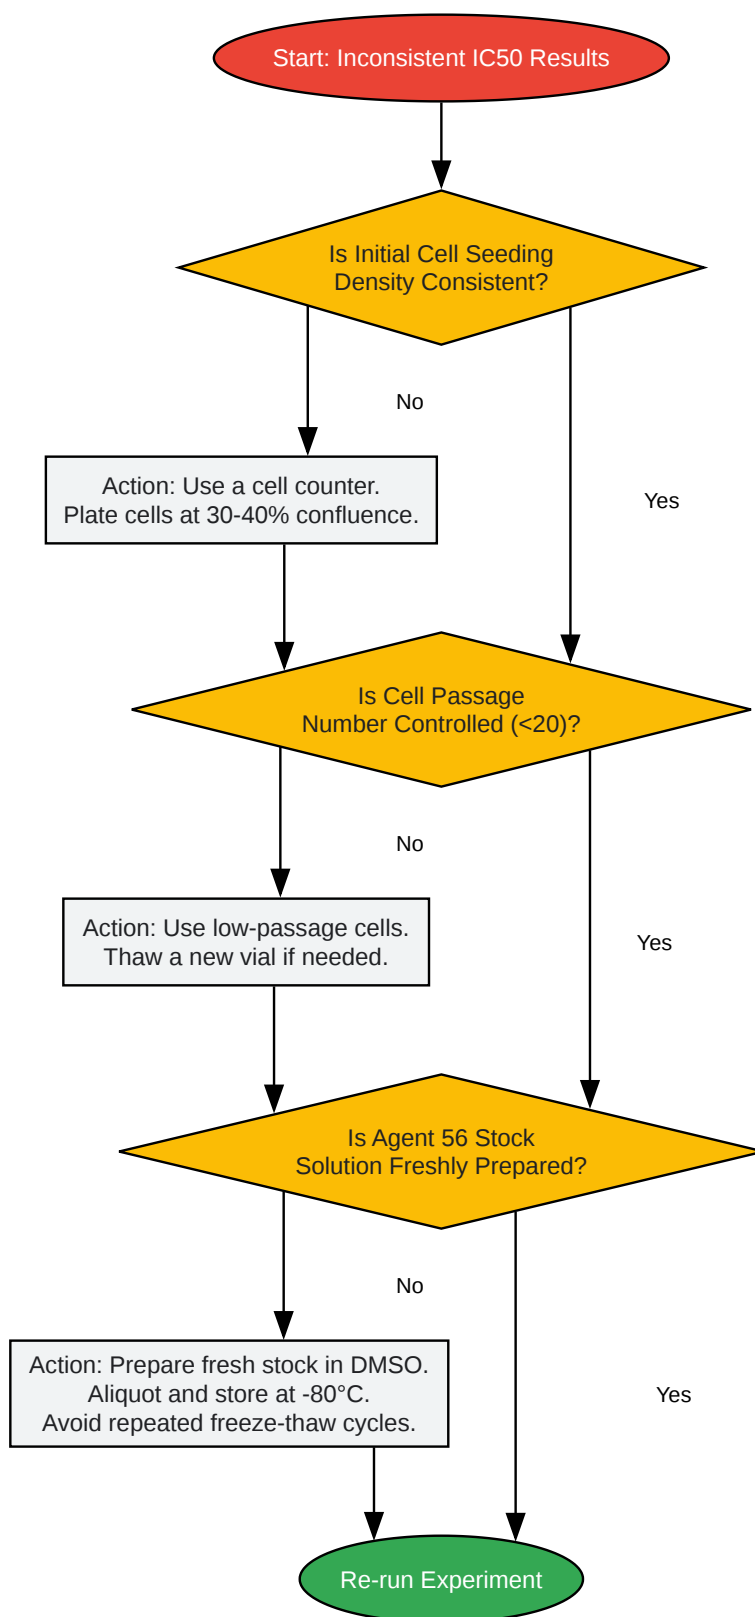 Start: Inconsistent IC50 Results
Is Initial Cell Seeding
Density Consistent?
No
Action: Use a cell counter.
Plate cells at 30-40% confluence.
Yes
Is Cell Passage
Number Controlled (<20)?
No
Action: Use low-passage cells.
Thaw a new vial if needed.
Yes
Is Agent 56 Stock
Solution Freshly Prepared?
No
Action: Prepare fresh stock in DMSO.
Aliquot and store at -80°C.
Avoid repeated freeze-thaw cycles.
Yes
Re-run Experiment